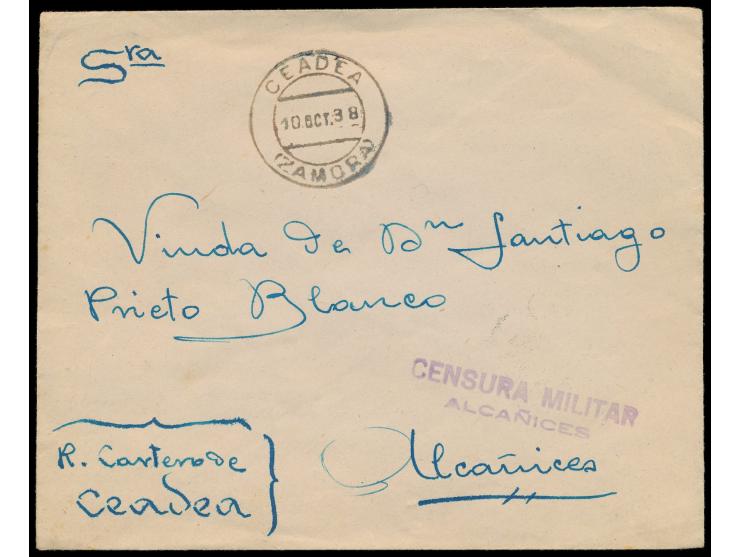 Sra
CEADEA
10.OCT.38
(ZAMORA)
Viuda de Dn Santiago
Prieto Blanco
CENSURA MILITAR
ALCAÑICES
R. Cartero de
Ceadea
Alcañices